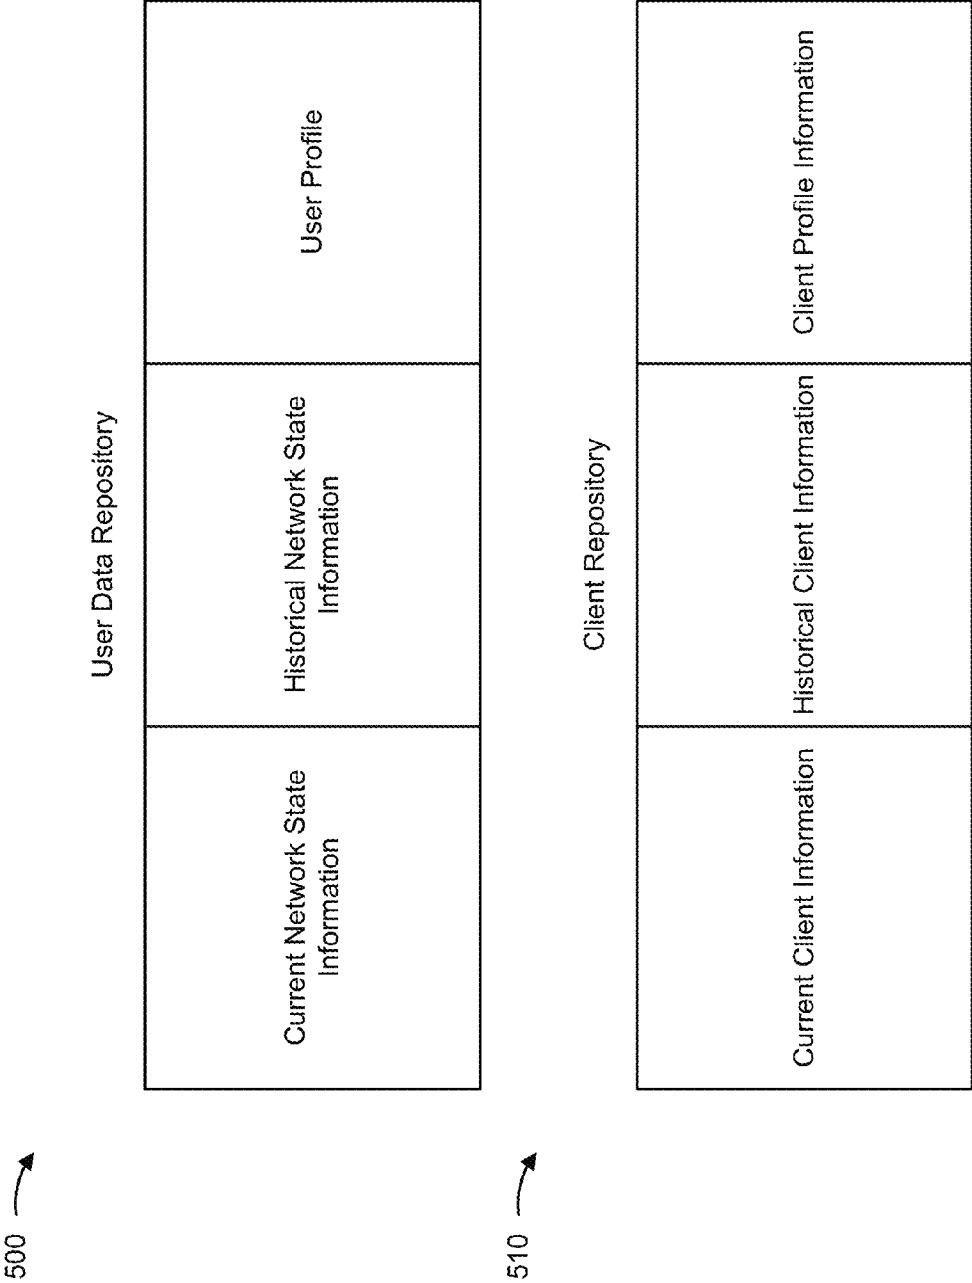 500
User Data Repository
Current Network State
Information
Historical Network State
Information
User Profile
510
Client Repository
Current Client Information
Historical Client Information
Client Profile Information